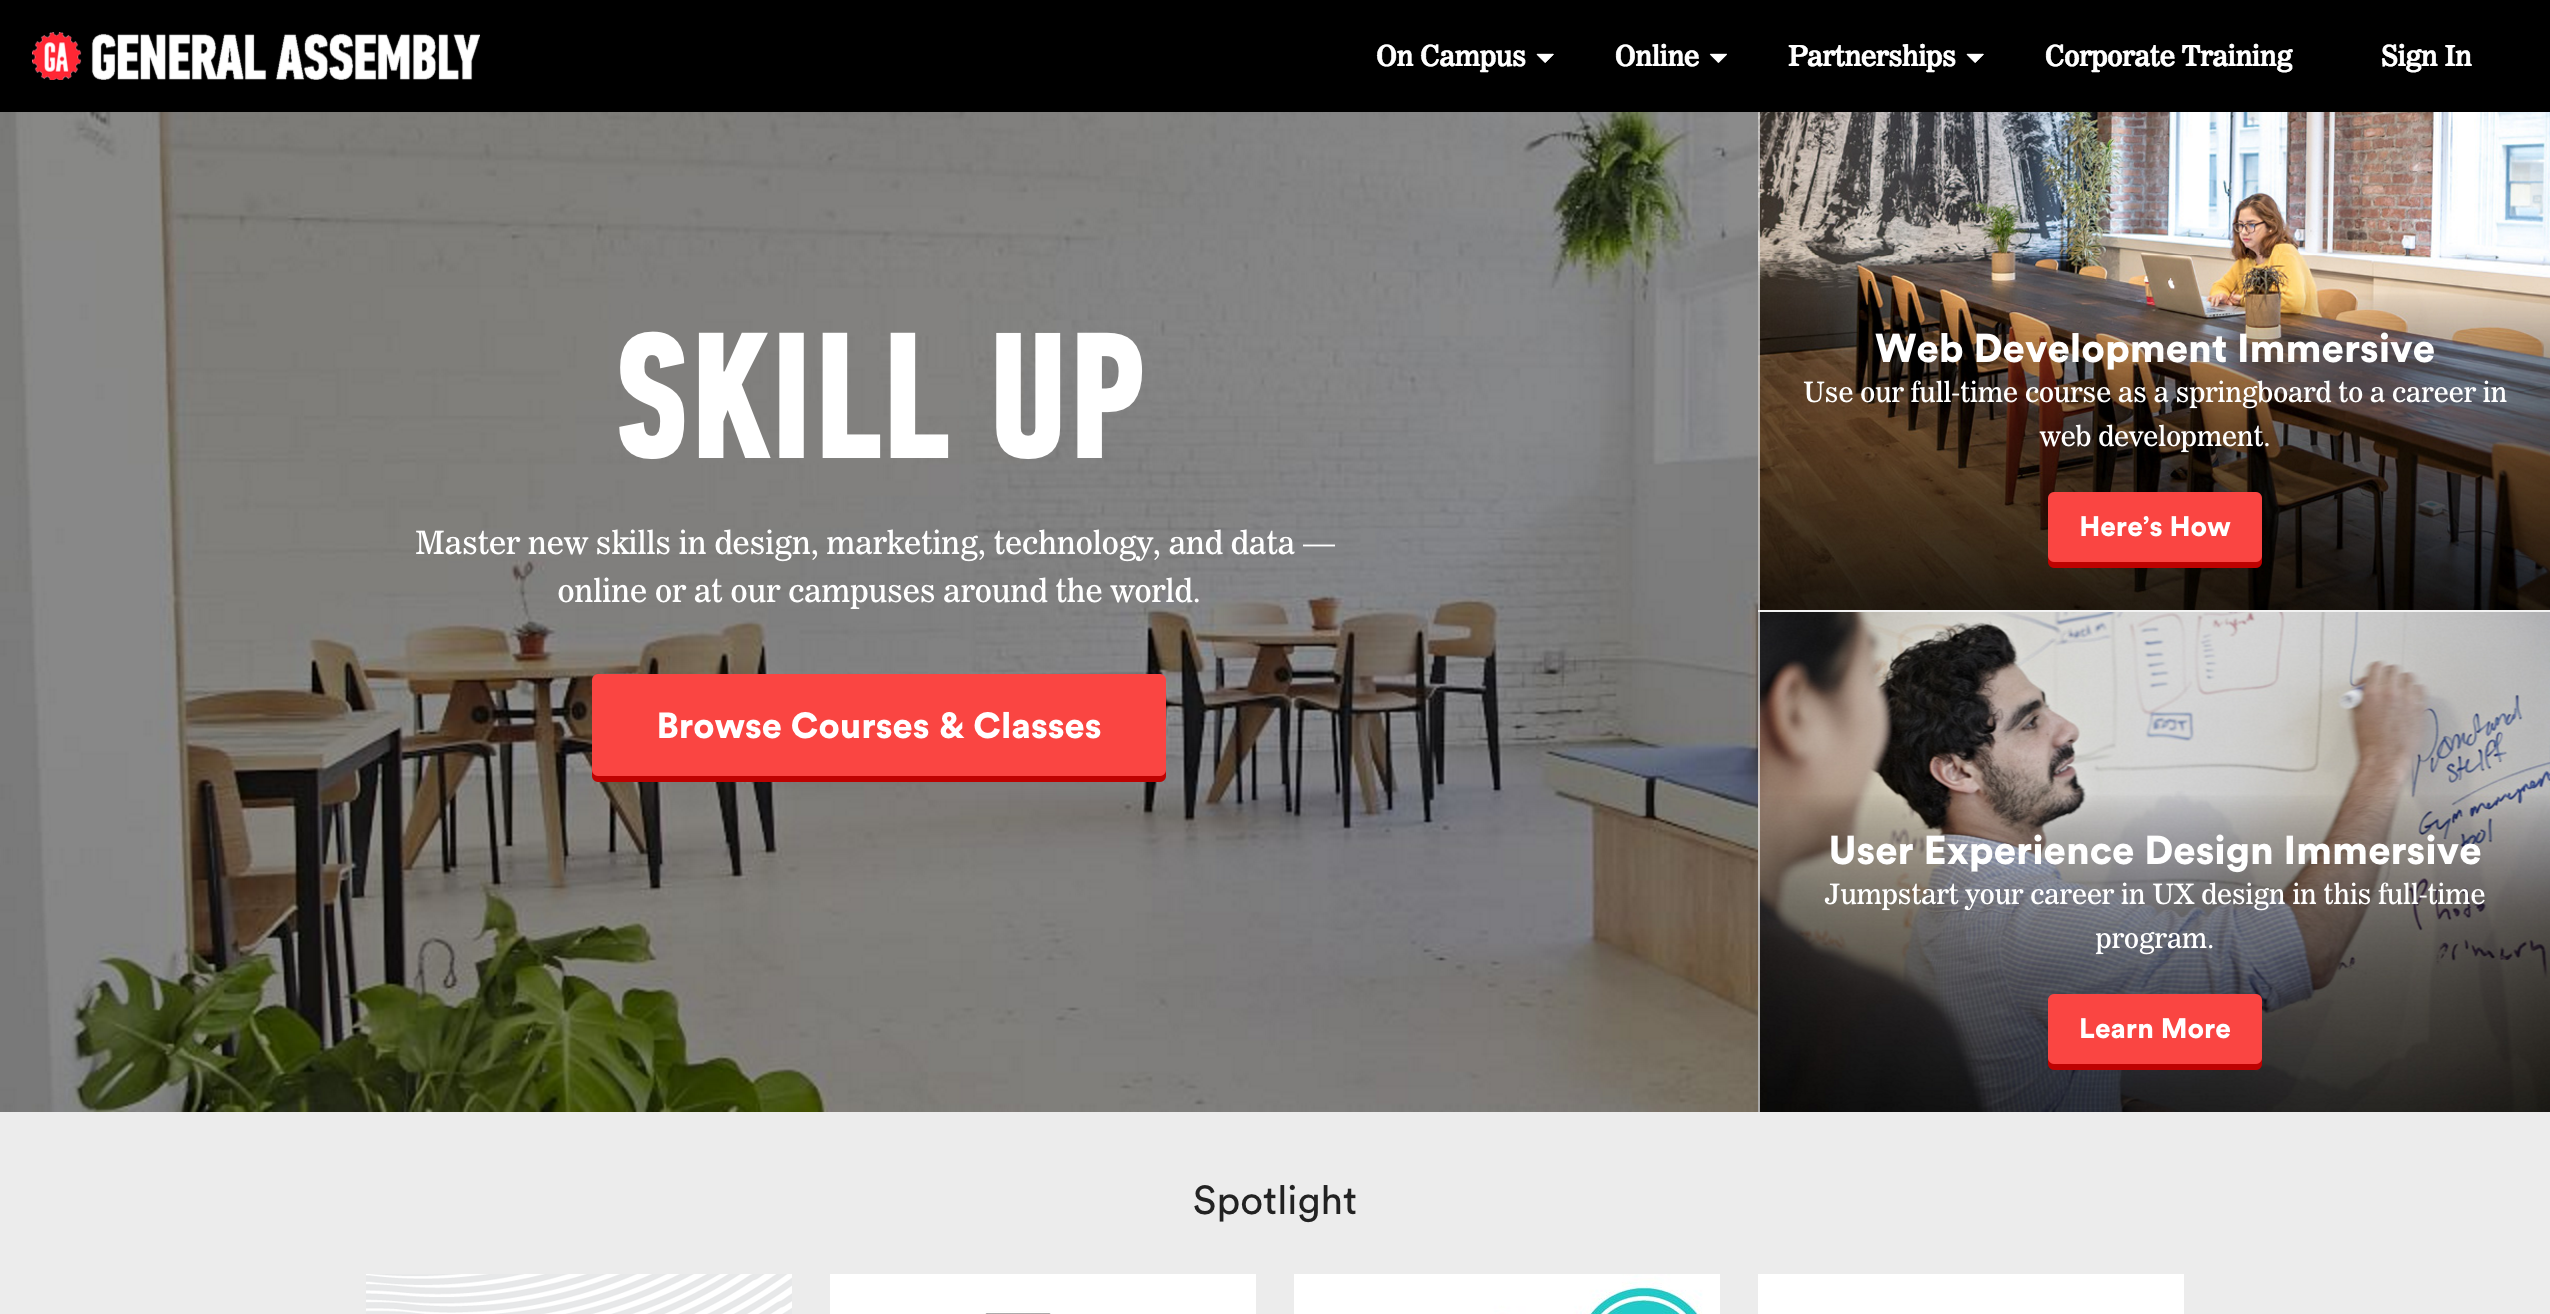 GA GENERAL ASSEMBLY
On Campus
Online
Partnerships
Corporate Training
Sign In
SKILL UP
Master new skills in design, marketing, technology, and data —
online or at our campuses around the world.
Browse Courses & Classes
Web Development Immersive
Use our full-time course as a springboard to a career in
web development.
Here’s How
User Experience Design Immersive
Jumpstart your career in UX design in this full-time
program.
Learn More
Spotlight